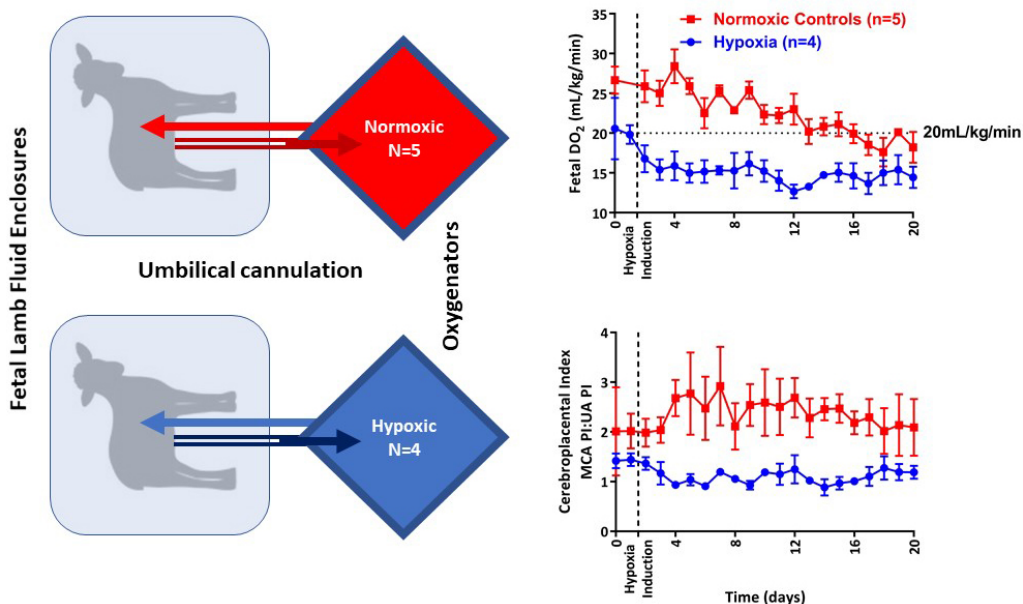 Fetal Lamb Fluid Enclosures
Normoxic
N=5
Umbilical cannulation
Oxygenators
Hypoxic
N=4
Normoxic Controls (n=5)
Hypoxia (n=4)
Fetal DO₂ (mL/kg/min)
35
30
25
20
15
10
20mL/kg/min
0
Hypoxia
Induction
4
8
12
16
20
Cerebroplacental Index
MCA PI:UA PI
4
3
2
1
0
0
Hypoxia
Induction
4
8
12
16
20
Time (days)